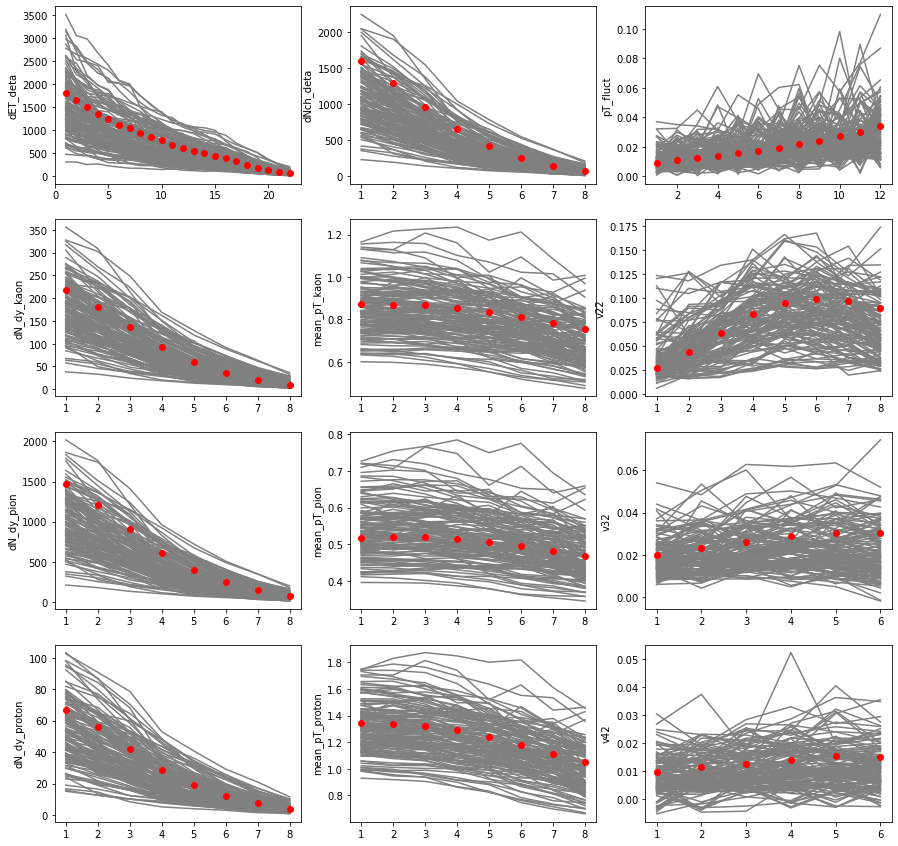 dET_deta
3500
3000
2500
2000
1500
1000
500
0
0 5 10 15 20
dNch_deta
2000
1500
1000
500
0
1 2 3 4 5 6 7 8
pT_fluct
0.10
0.08
0.06
0.04
0.02
0.00
2 4 6 8 10 12
dN_dy_kaon
350
300
250
200
150
100
50
0
1 2 3 4 5 6 7 8
mean_pT_kaon
1.2
1.0
0.8
0.6
1 2 3 4 5 6 7 8
v22
0.175
0.150
0.125
0.100
0.075
0.050
0.025
0.000
1 2 3 4 5 6 7 8
dN_dy_pion
2000
1500
1000
500
0
1 2 3 4 5 6 7 8
mean_pT_pion
0.8
0.7
0.6
0.5
0.4
1 2 3 4 5 6 7 8
v32
0.06
0.04
0.02
0.00
1 2 3 4 5 6
dN_dy_proton
100
80
60
40
20
0
1 2 3 4 5 6 7 8
mean_pT_proton
1.8
1.6
1.4
1.2
1.0
0.8
1 2 3 4 5 6 7 8
v42
0.05
0.04
0.03
0.02
0.01
0.00
1 2 3 4 5 6